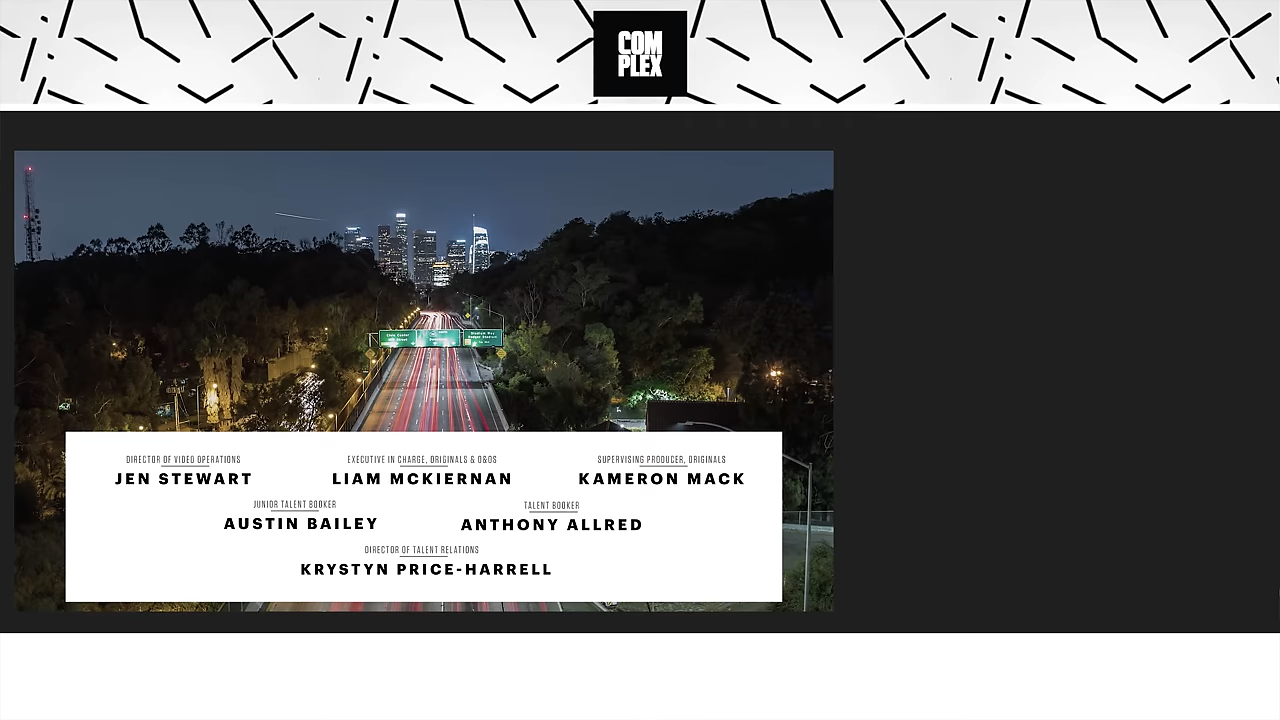 COM
PLEX
DIRECTOR OF VIDEO OPERATIONS
JEN STEWART
EXECUTIVE IN CHARGE, ORIGINALS & O&OS
LIAM MCKIERNAN
SUPERVISING PRODUCER, ORIGINALS
KAMERON MACK
JUNIOR TALENT BOOKER
AUSTIN BAILEY
TALENT BOOKER
ANTHONY ALLRED
DIRECTOR OF TALENT RELATIONS
KRYSTYN PRICE-HARRELL